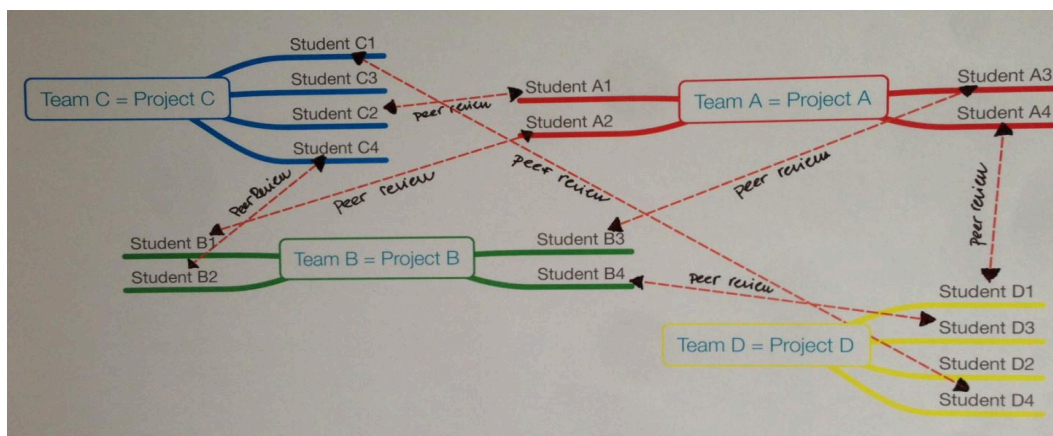 Student C1
Student C3
Team C = Project C
Student C2
Student C4
Student A1
Student A2
Team A = Project A
Student A3
Student A4
peer review
peer review
peer review
peer review
peer review
peer review
Student B1
Student B2
Team B = Project B
Student B3
Student B4
peer review
Student D1
Student D3
Team D = Project D
Student D2
Student D4